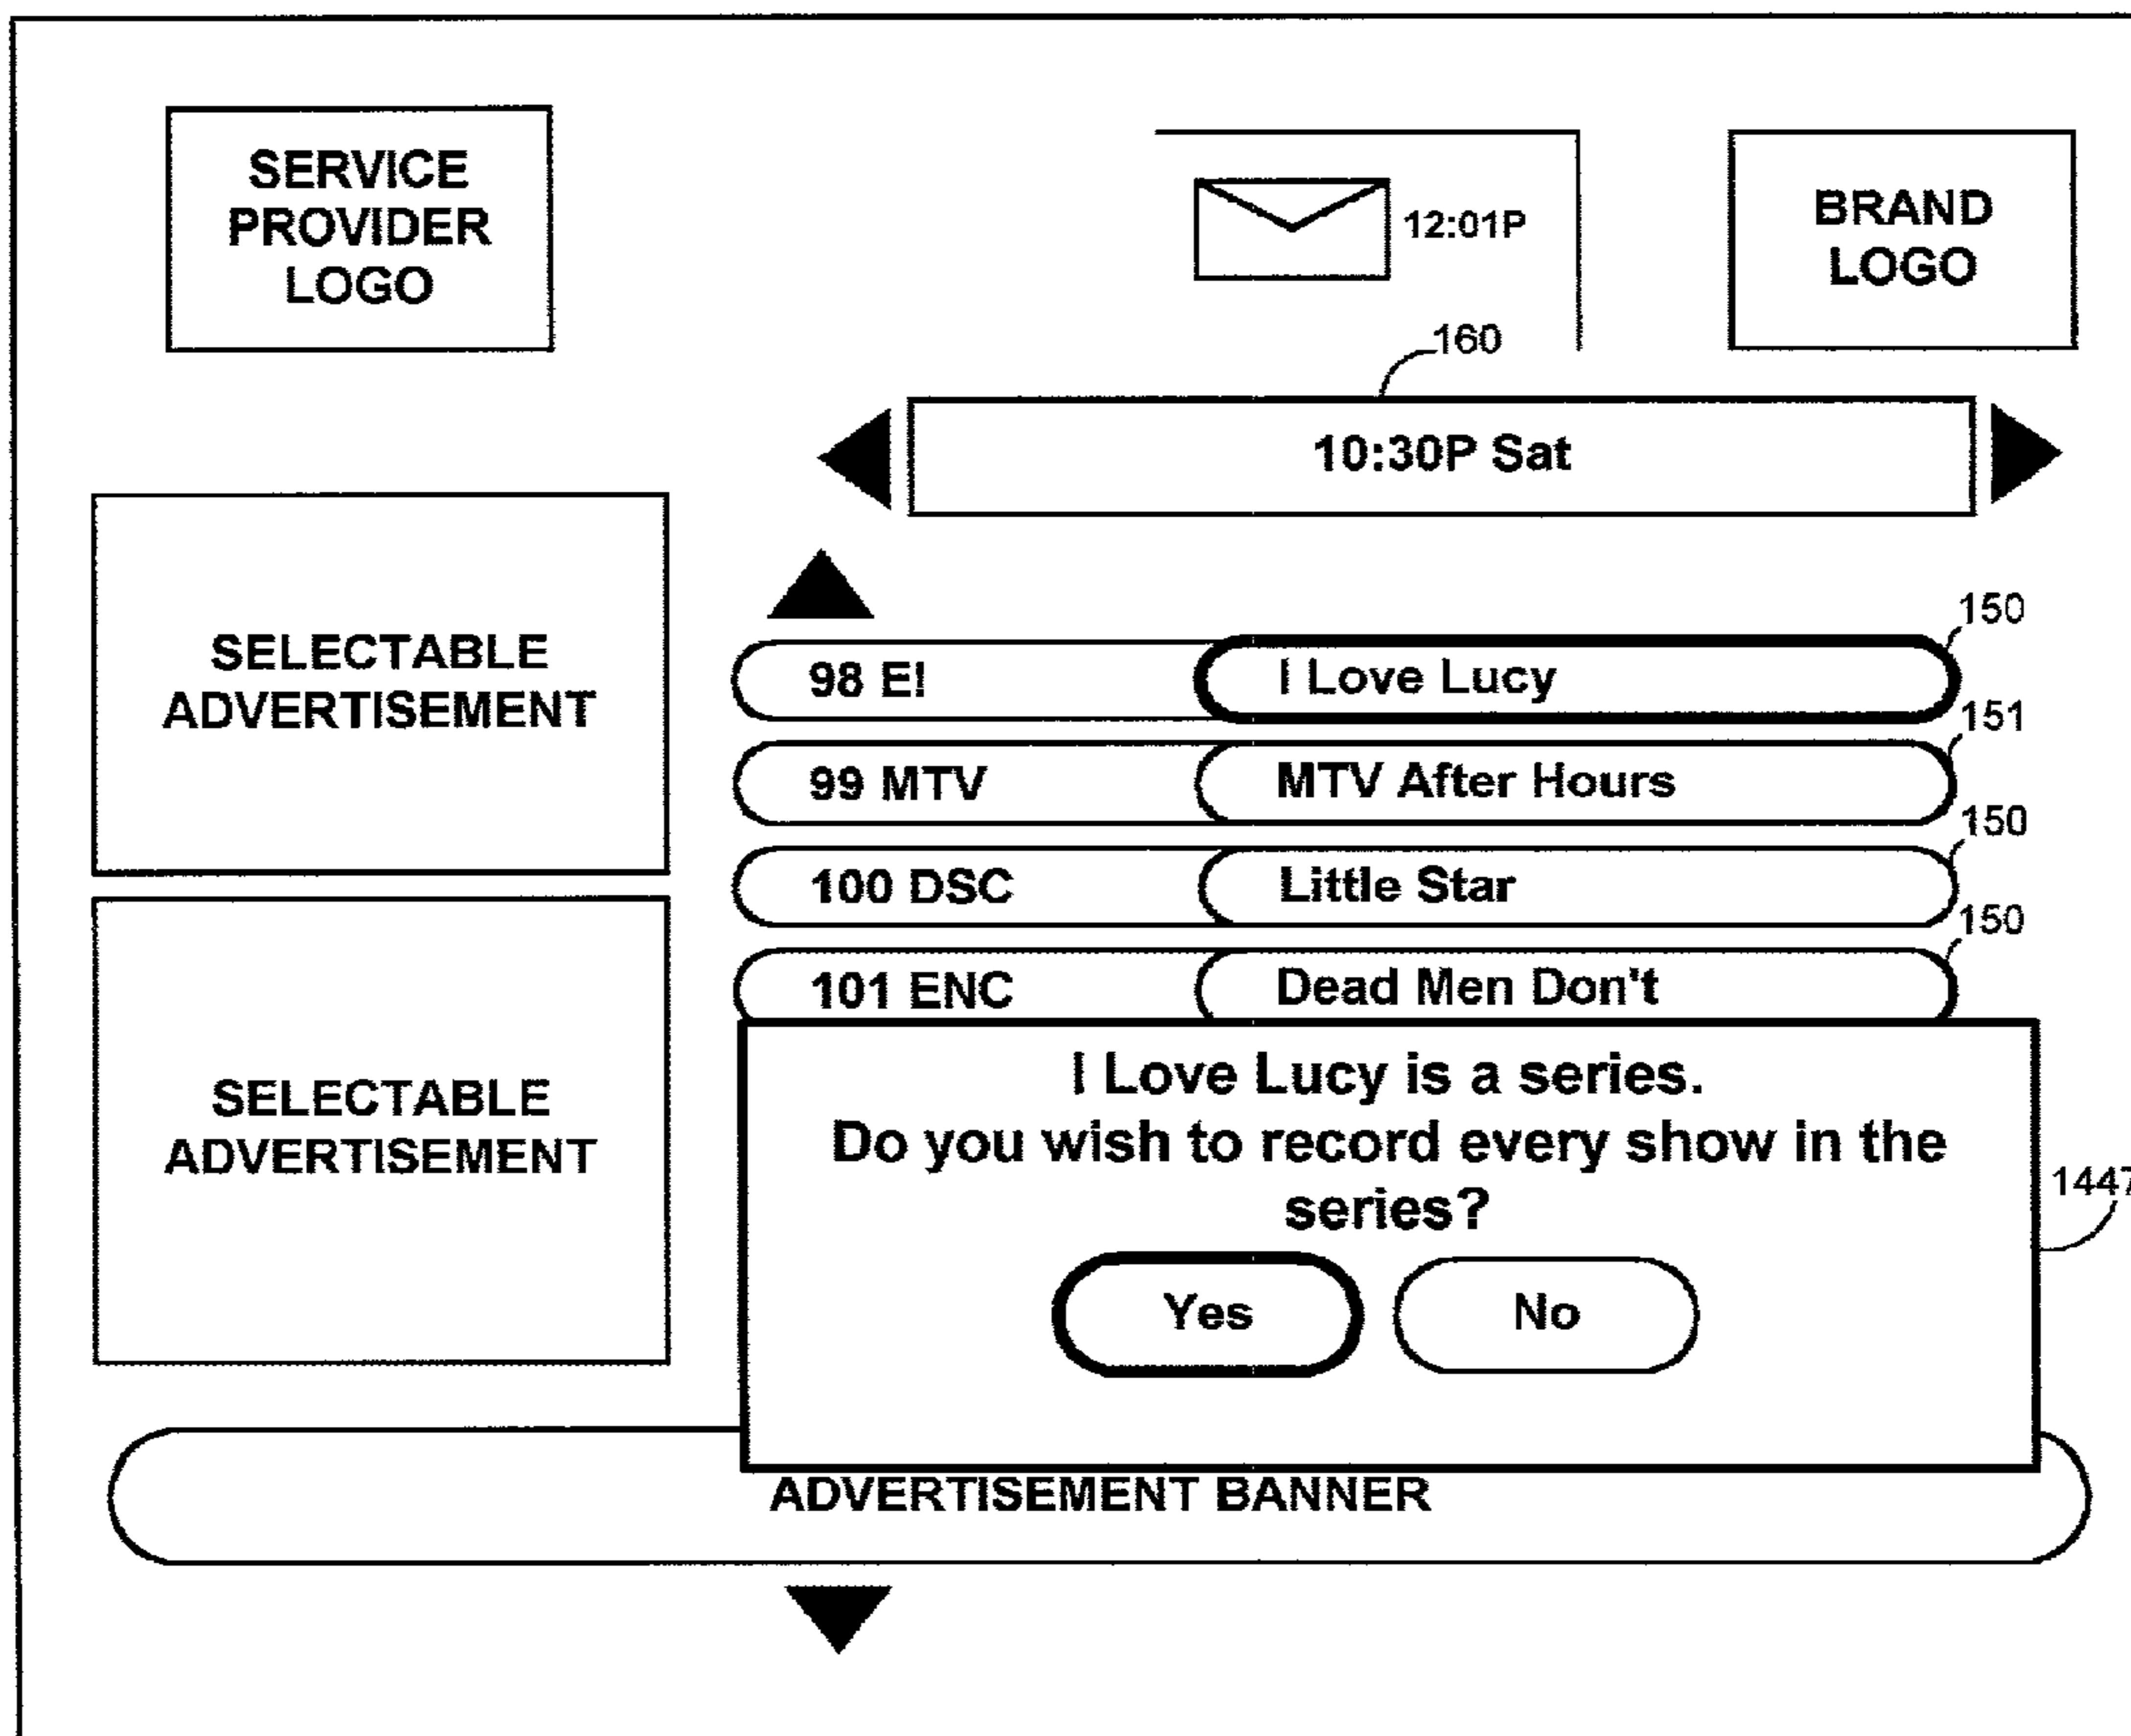 SERVICE
PROVIDER
LOGO
12:01P
BRAND
LOGO
160
10:30P Sat
SELECTABLE
ADVERTISEMENT
150
98 E! I Love Lucy
151
99 MTV MTV After Hours
150
100 DSC Little Star
150
101 ENC Dead Men Don't
SELECTABLE
ADVERTISEMENT
I Love Lucy is a series.
Do you wish to record every show in the
series?
1447
Yes No
ADVERTISEMENT BANNER